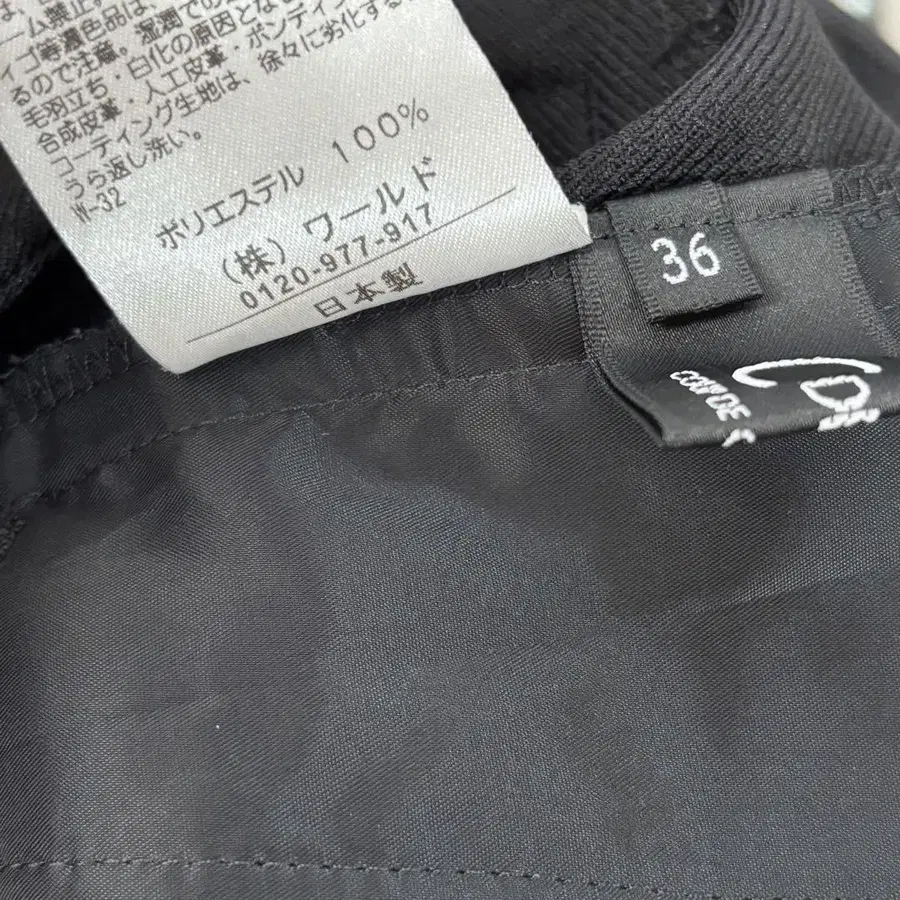 ーム禁止。
ィゴ等濃色品は、湿潤での
るので注意。
毛羽立ち・白化の原因となる
合成皮革・人工皮革・ボンディン
コーティング生地は、徐々に劣化する
うら返し洗い。
W-32
ポリエステル 100%
(株) ワールド
0120-977-917
日本製
36
COUP DE